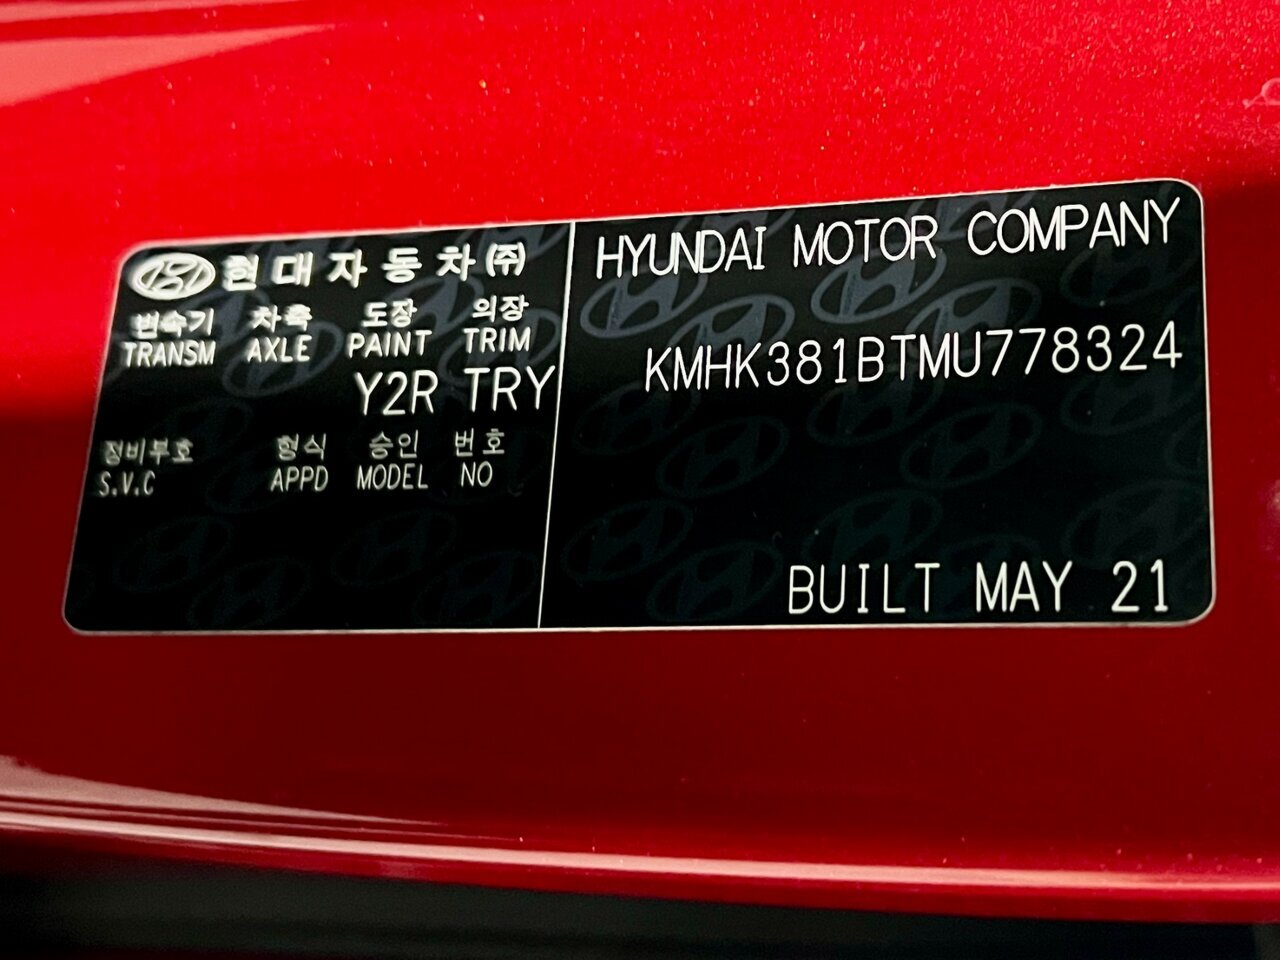 현대자동차(주)
변속기 차축 도장 의장
TRANSM AXLE PAINT TRIM
Y2R TRY
정비부호 형식 승인 번호
S.V.C APPD MODEL NO
HYUNDAI MOTOR COMPANY
KMHK381BTMU778324
BUILT MAY 21